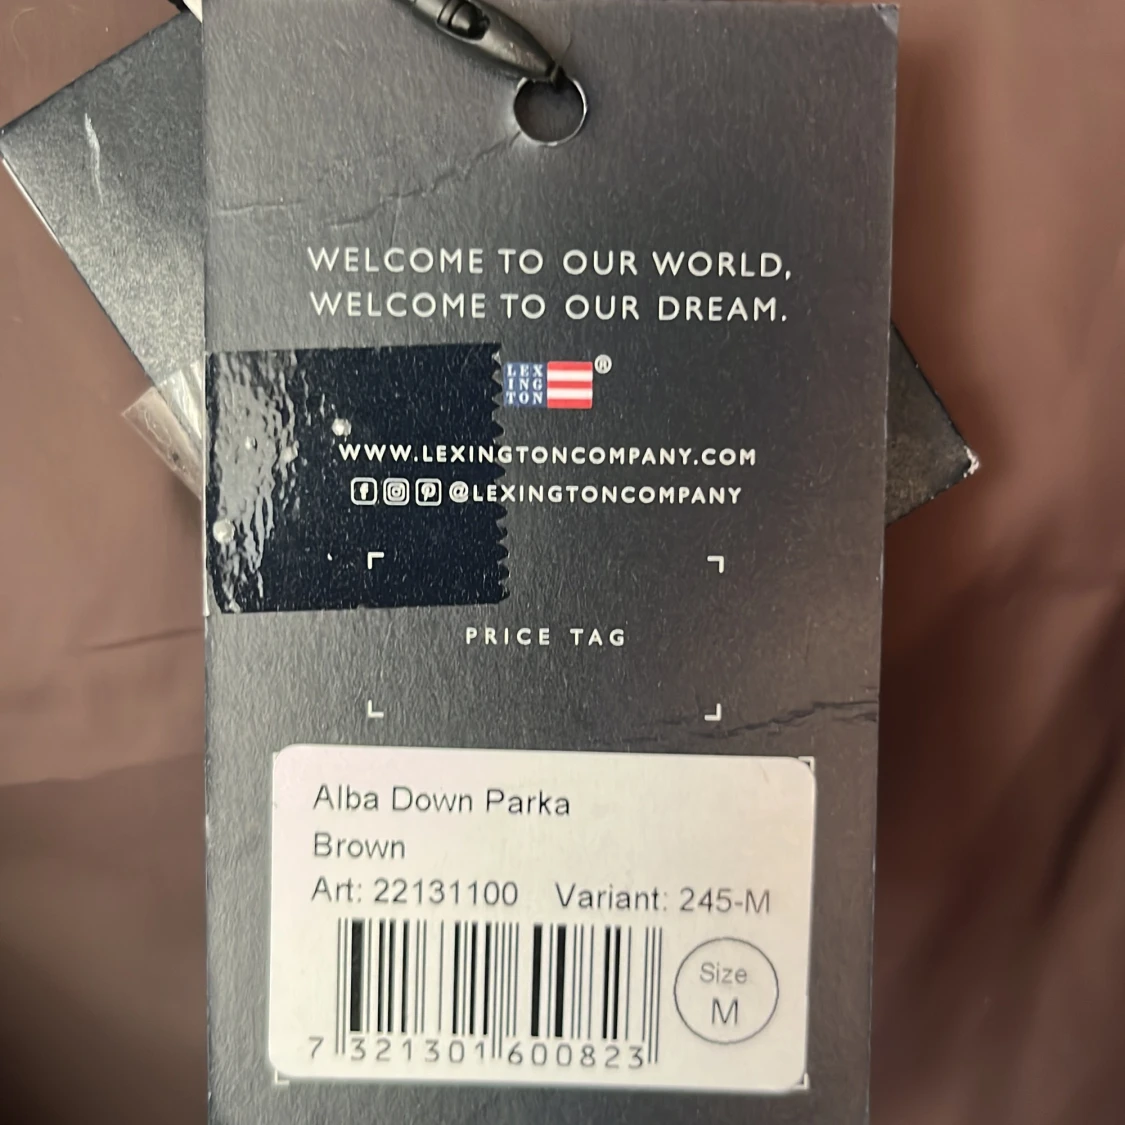 WELCOME TO OUR WORLD,
WELCOME TO OUR DREAM.
LEX
ING
TON
®
WWW.LEXINGTONCOMPANY.COM
@LEXINGTONCOMPANY
PRICE TAG
Alba Down Parka
Brown
Art: 22131100 Variant: 245-M
Size
M
7 321301 600823